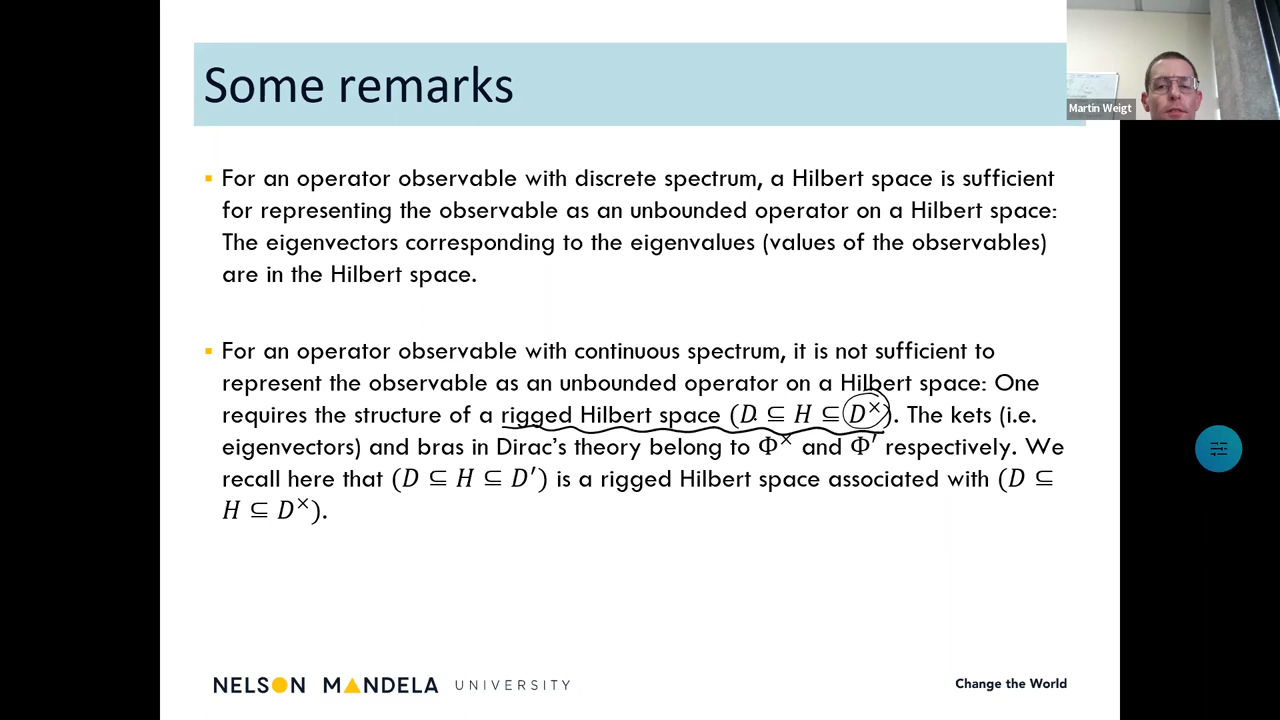 Some remarks
Martin Weigt
▪ For an operator observable with discrete spectrum, a Hilbert space is sufficient
for representing the observable as an unbounded operator on a Hilbert space:
The eigenvectors corresponding to the eigenvalues (values of the observables)
are in the Hilbert space.
▪ For an operator observable with continuous spectrum, it is not sufficient to
represent the observable as an unbounded operator on a Hilbert space: One
requires the structure of a rigged Hilbert space (D ⊆ H ⊆ D×). The kets (i.e.
eigenvectors) and bras in Dirac's theory belong to Φ× and Φ′ respectively. We
recall here that (D ⊆ H ⊆ D′) is a rigged Hilbert space associated with (D ⊆
H ⊆ D×).
NELSON MANDELA UNIVERSITY
Change the World